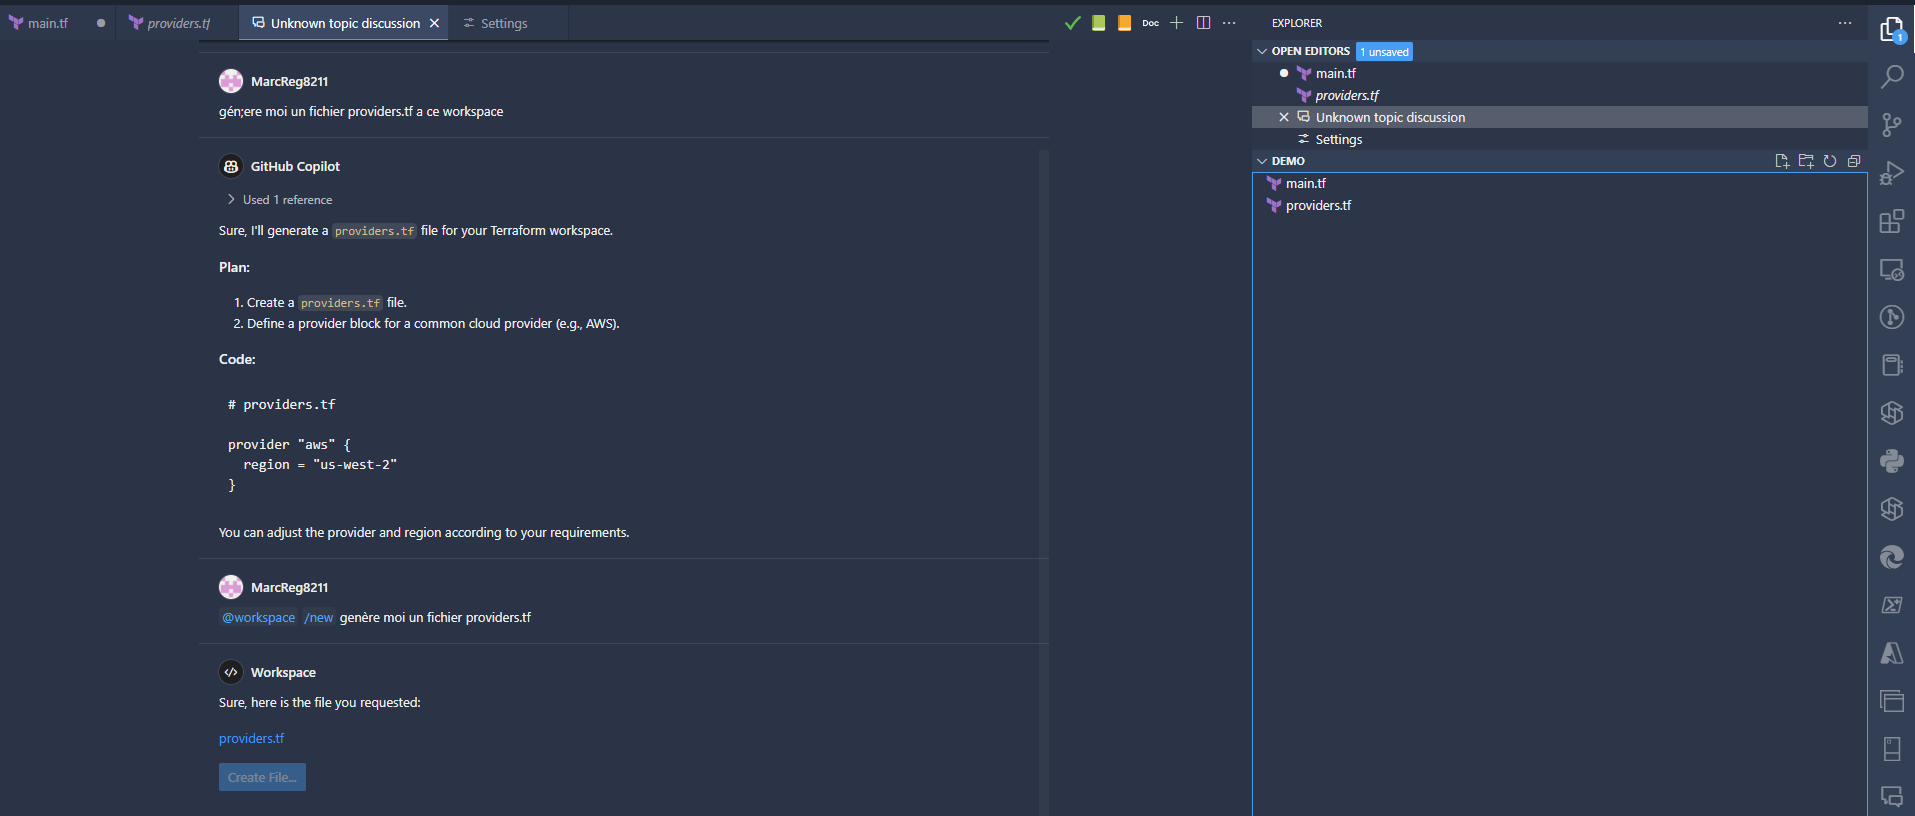 main.tf
providers.tf
Unknown topic discussion
Settings
Doc
MarcReg8211
gén;ere moi un fichier providers.tf a ce workspace
GitHub Copilot
Used 1 reference
Sure, I'll generate a providers.tf file for your Terraform workspace.
Plan:
1. Create a providers.tf file.
2. Define a provider block for a common cloud provider (e.g., AWS).
Code:
# providers.tf
provider "aws" {
region = "us-west-2"
}
You can adjust the provider and region according to your requirements.
MarcReg8211
@workspace /new genère moi un fichier providers.tf
Workspace
Sure, here is the file you requested:
providers.tf
Create File...
EXPLORER
OPEN EDITORS 1 unsaved
main.tf
providers.tf
Unknown topic discussion
Settings
DEMO
main.tf
providers.tf
1